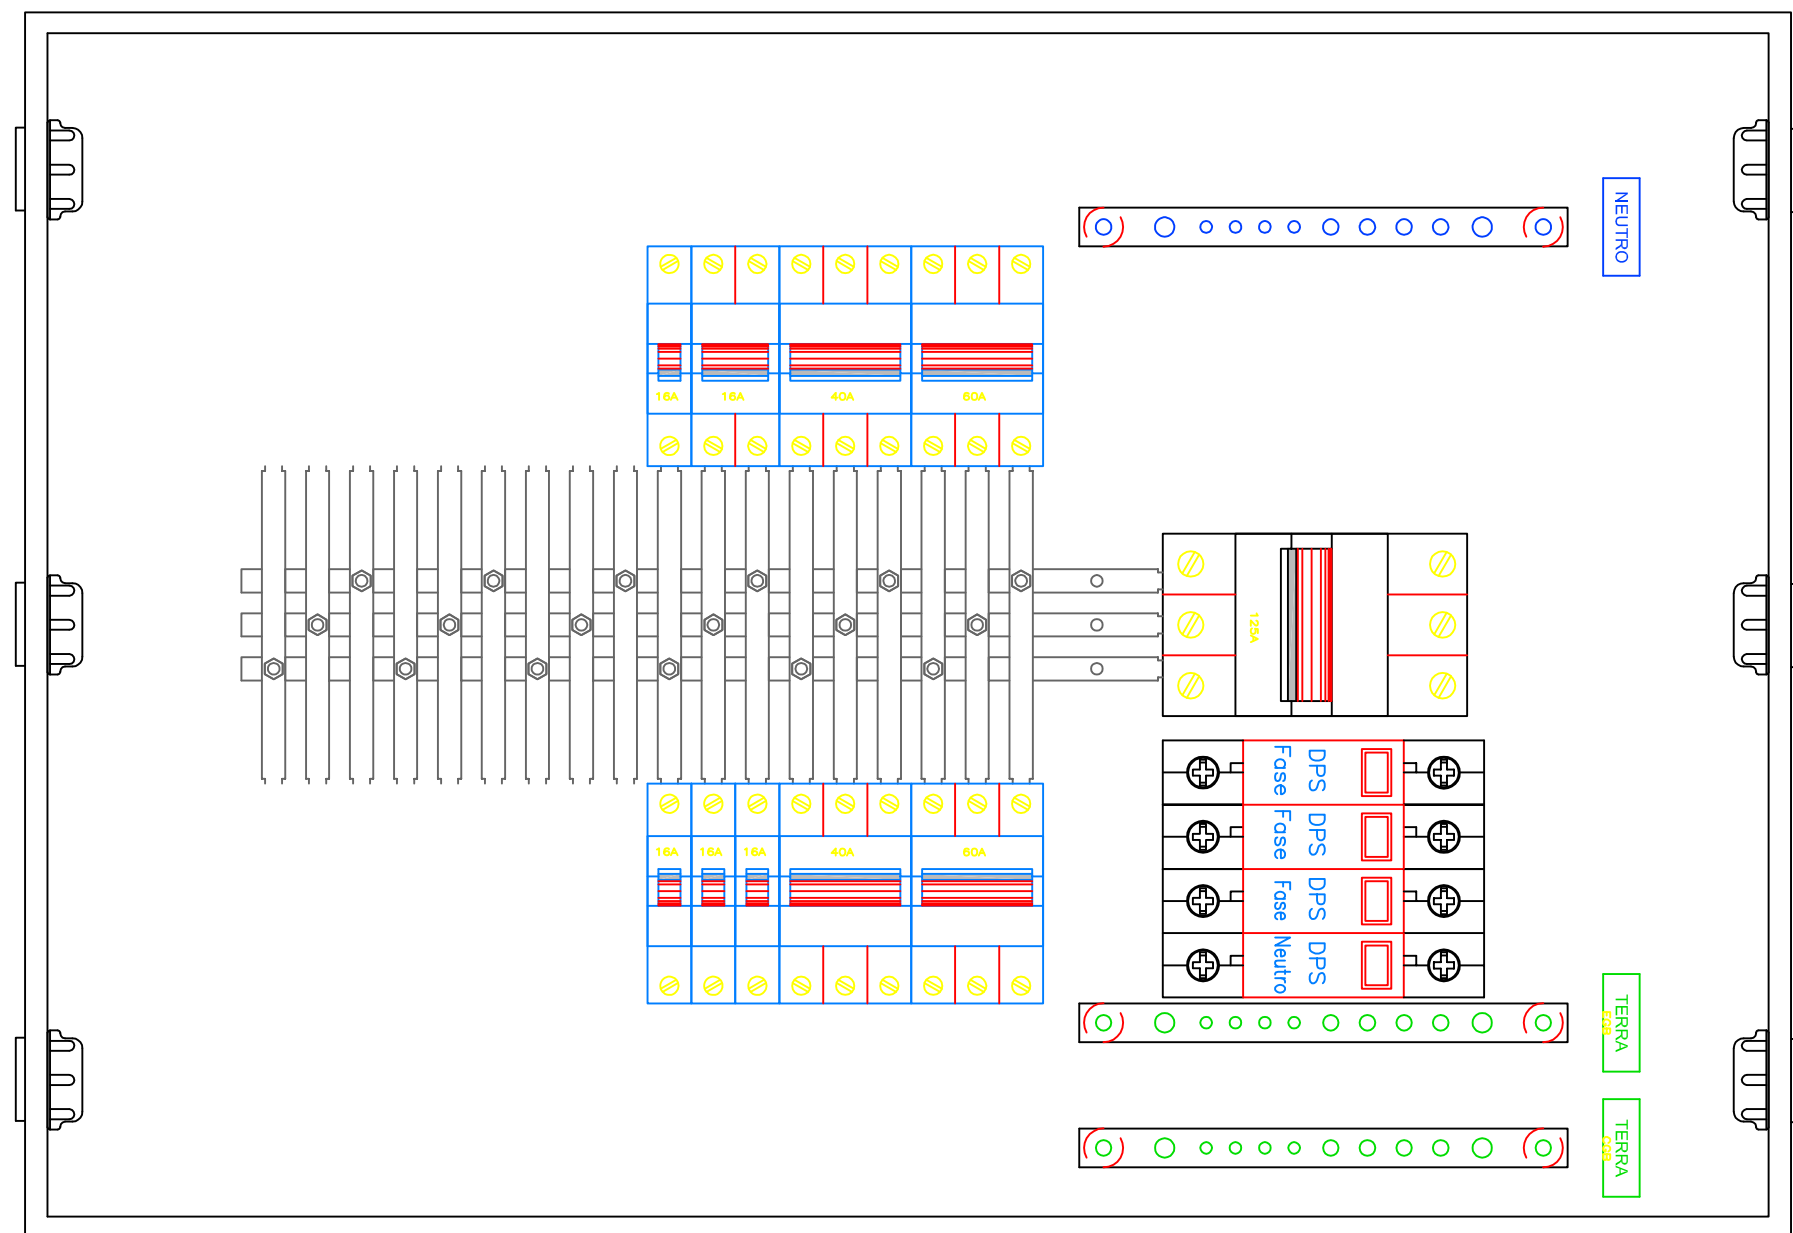 NEUTRO
16A 16A 40A 60A
125A
DPS
Fase
DPS
Fase
DPS
Fase
DPS
Neutro
16A 16A 16A 40A 60A
TERRA
TERRA